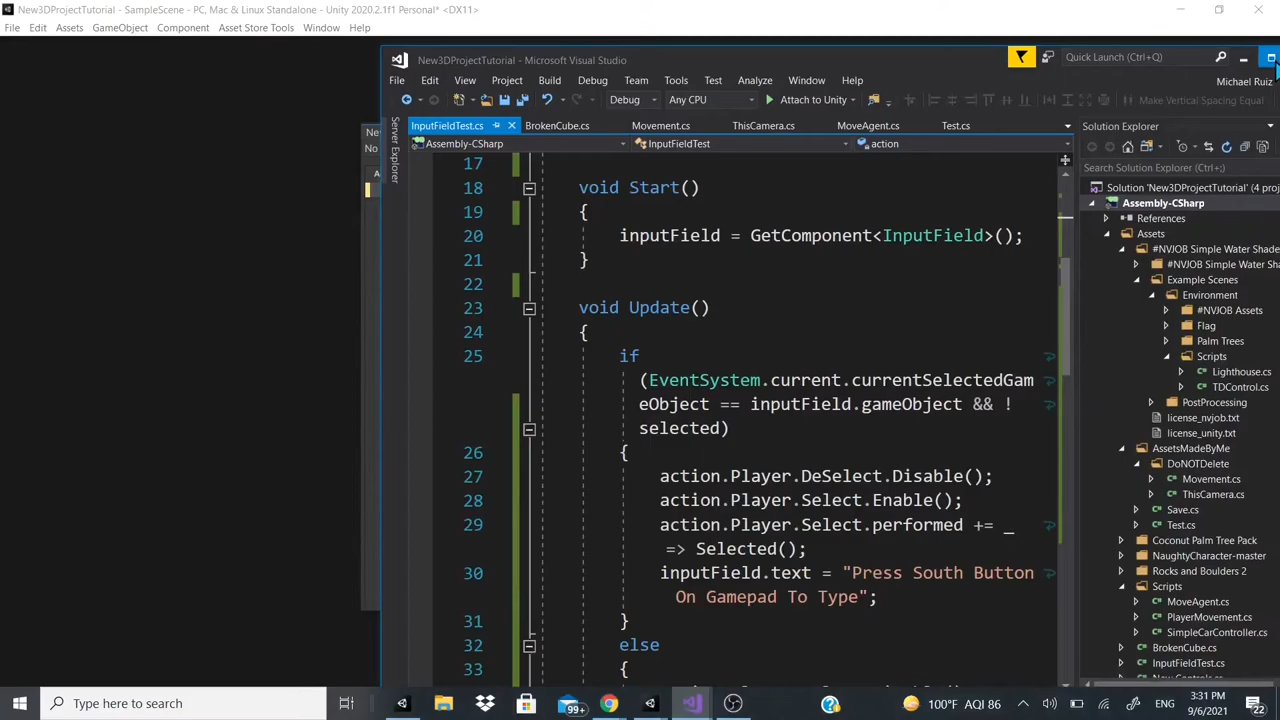 New3DProjectTutorial - SampleScene - PC, Mac & Linux Standalone - Unity 2020.2.1f1 Personal* <DX11>
File Edit Assets GameObject Component Asset Store Tools Window Help
New3DProjectTutorial - Microsoft Visual Studio
Quick Launch (Ctrl+Q)
File Edit View Project Build Debug Team Tools Test Analyze Window Help
Michael Ruiz
Debug Any CPU Attach to Unity Make Vertical Spacing Equal
InputFieldTest.cs BrokenCube.cs Movement.cs ThisCamera.cs MoveAgent.cs Test.cs
Assembly-CSharp InputFieldTest action
Server Explorer
Ne
No
17
18 void Start()
19 {
20 inputField = GetComponent<InputField>();
21 }
22
23 void Update()
24 {
25 if
(EventSystem.current.currentSelectedGam
eObject == inputField.gameObject && !
selected)
26 {
27 action.Player.DeSelect.Disable();
28 action.Player.Select.Enable();
29 action.Player.Select.performed += _
=> Selected();
30 inputField.text = "Press South Button
On Gamepad To Type";
31 }
32 else
33 {
Solution Explorer
Search Solution Explorer (Ctrl+;)
Solution 'New3DProjectTutorial' (4 proj
Assembly-CSharp
References
Assets
#NVJOB Simple Water Shade
#NVJOB Simple Water Sh
Example Scenes
Environment
#NVJOB Assets
Flag
Palm Trees
Scripts
Lighthouse.cs
TDControl.cs
PostProcessing
license_nvjob.txt
license_unity.txt
AssetsMadeByMe
DoNOTDelete
Movement.cs
ThisCamera.cs
Save.cs
Test.cs
Coconut Palm Tree Pack
NaughtyCharacter-master
Rocks and Boulders 2
Scripts
MoveAgent.cs
PlayerMovement.cs
SimpleCarController.cs
BrokenCube.cs
InputFieldTest.cs
Type here to search
99+
100°F AQI 86
ENG
3:31 PM
9/6/2021
22